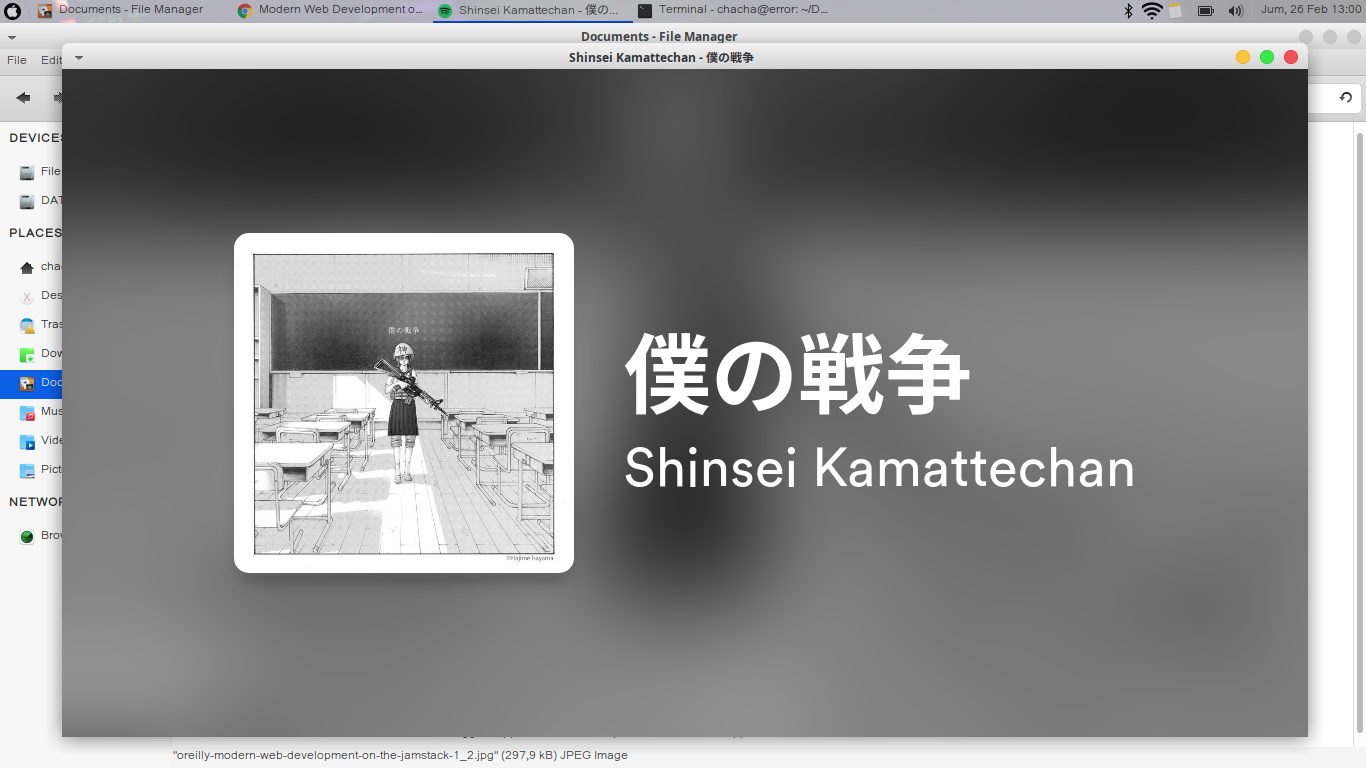 Documents - File Manager
Modern Web Development o...
Shinsei Kamattechan - 僕の...
Terminal - chacha@error: ~/D...
Jum, 26 Feb 13:00
Documents - File Manager
Shinsei Kamattechan - 僕の戦争
File
Edit
DEVICES
File
DAT
PLACES
chac
Des
Tras
Dow
Doc
Mus
Vide
Pict
NETWOR
Brow
僕の戦争
神
©Hajime Isayama
僕の戦争
Shinsei Kamattechan
"oreilly-modern-web-development-on-the-jamstack-1_2.jpg" (297,9 kB) JPEG Image